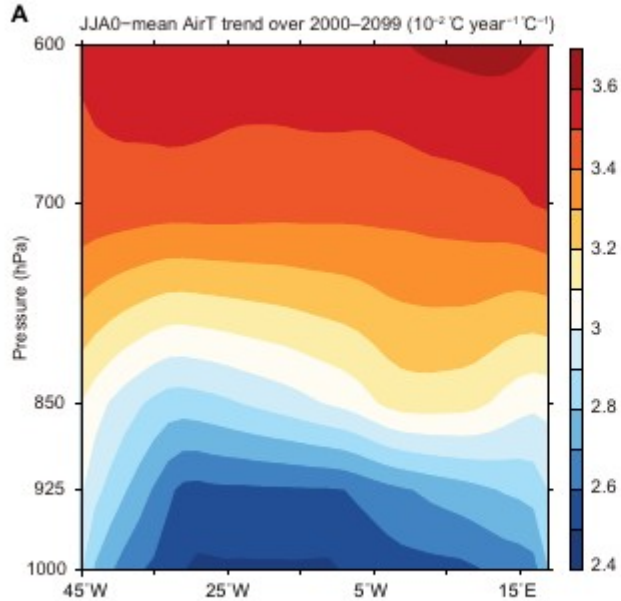 A
JJA0−mean AirT trend over 2000–2099 (10⁻² °C year⁻¹ °C⁻¹)
600
700
850
925
1000
Pressure (hPa)
45°W
25°W
5°W
15°E
3.6
3.4
3.2
3
2.8
2.6
2.4